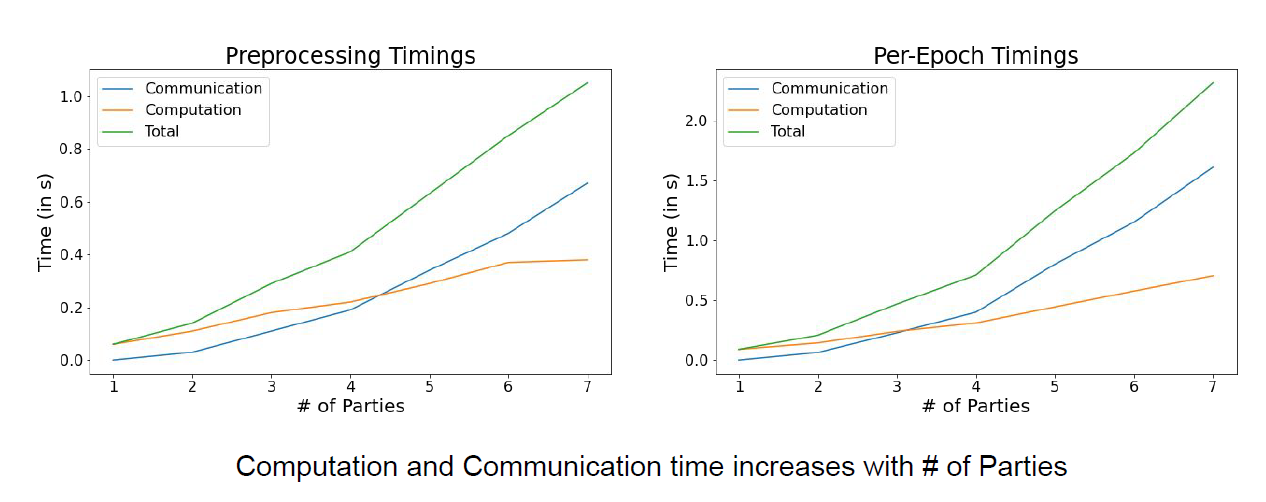 Preprocessing Timings
Communication
Computation
Total
1.0
0.8
0.6
0.4
0.2
0.0
Time (in s)
1 2 3 4 5 6 7
# of Parties
Per-Epoch Timings
Communication
Computation
Total
2.0
1.5
1.0
0.5
0.0
Time (in s)
1 2 3 4 5 6 7
# of Parties
Computation and Communication time increases with # of Parties